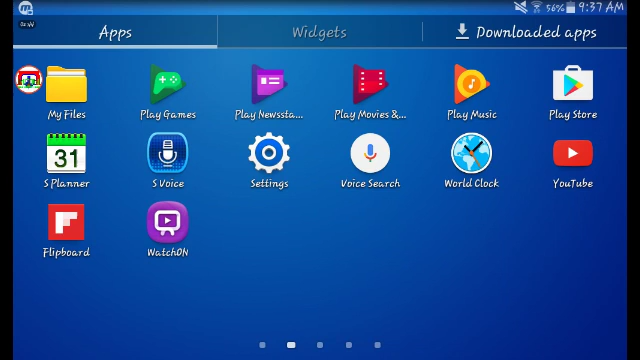 56% 9:37 AM
Apps
Widgets
Downloaded apps
My Files
Play Games
Play Newssta...
Play Movies &...
Play Music
Play Store
31
S Planner
S Voice
Settings
Voice Search
World Clock
YouTube
Flipboard
WatchON